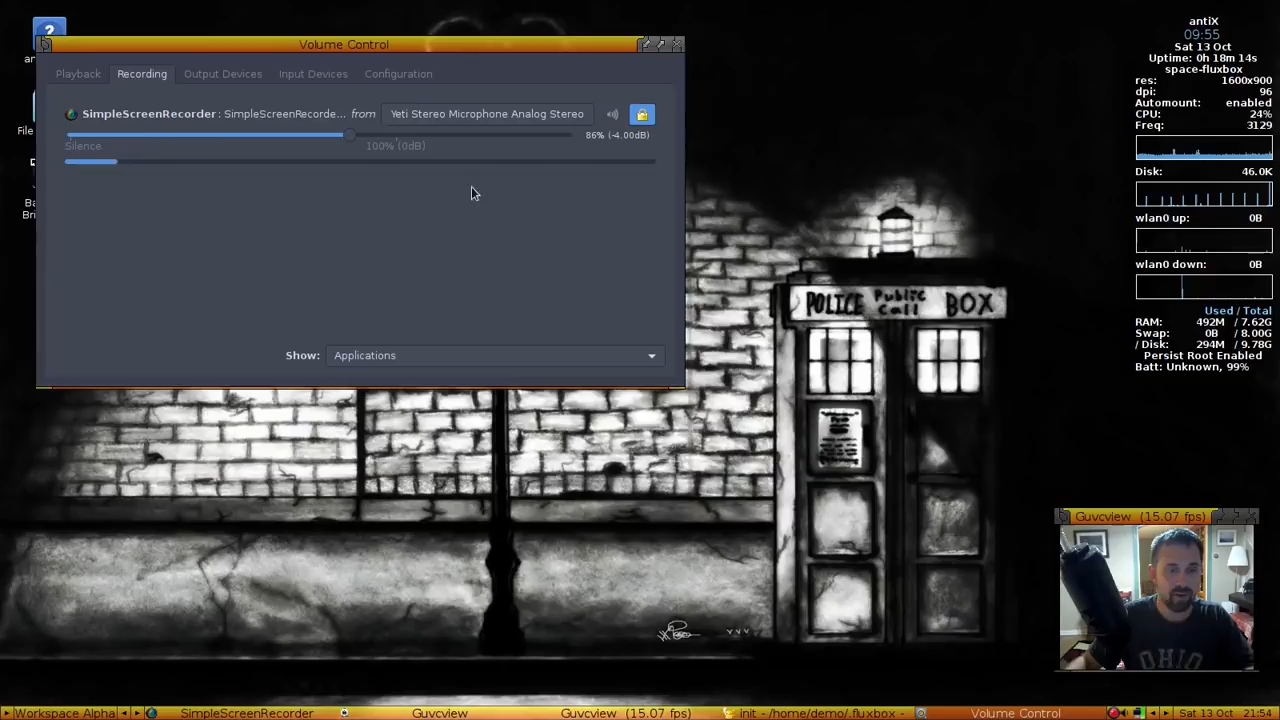 Volume Control
Playback Recording Output Devices Input Devices Configuration
SimpleScreenRecorder : SimpleScreenRecorde... from Yeti Stereo Microphone Analog Stereo
86% (-4.00dB)
Silence 100% (0dB)
Show: Applications
?
an
File
Ba
Bri
antiX
09:55
Sat 13 Oct
Uptime: 0h 18m 14s
space-fluxbox
res: 1600x900
dpi: 96
Automount: enabled
CPU: 24%
Freq: 3129
Disk: 46.0K
wlan0 up: 0B
wlan0 down: 0B
Used / Total
RAM: 492M / 7.62G
Swap: 0B / 8.00G
/ Disk: 294M / 9.78G
Persist Root Enabled
Batt: Unknown, 99%
POLICE Public Call BOX
Guvcview (15.07 fps)
OHIO
Workspace Alpha SimpleScreenRecorder Guvcview Guvcview (15.07 fps) init - /home/demo/.fluxbox - Volume Control Sat 13 Oct 21:54